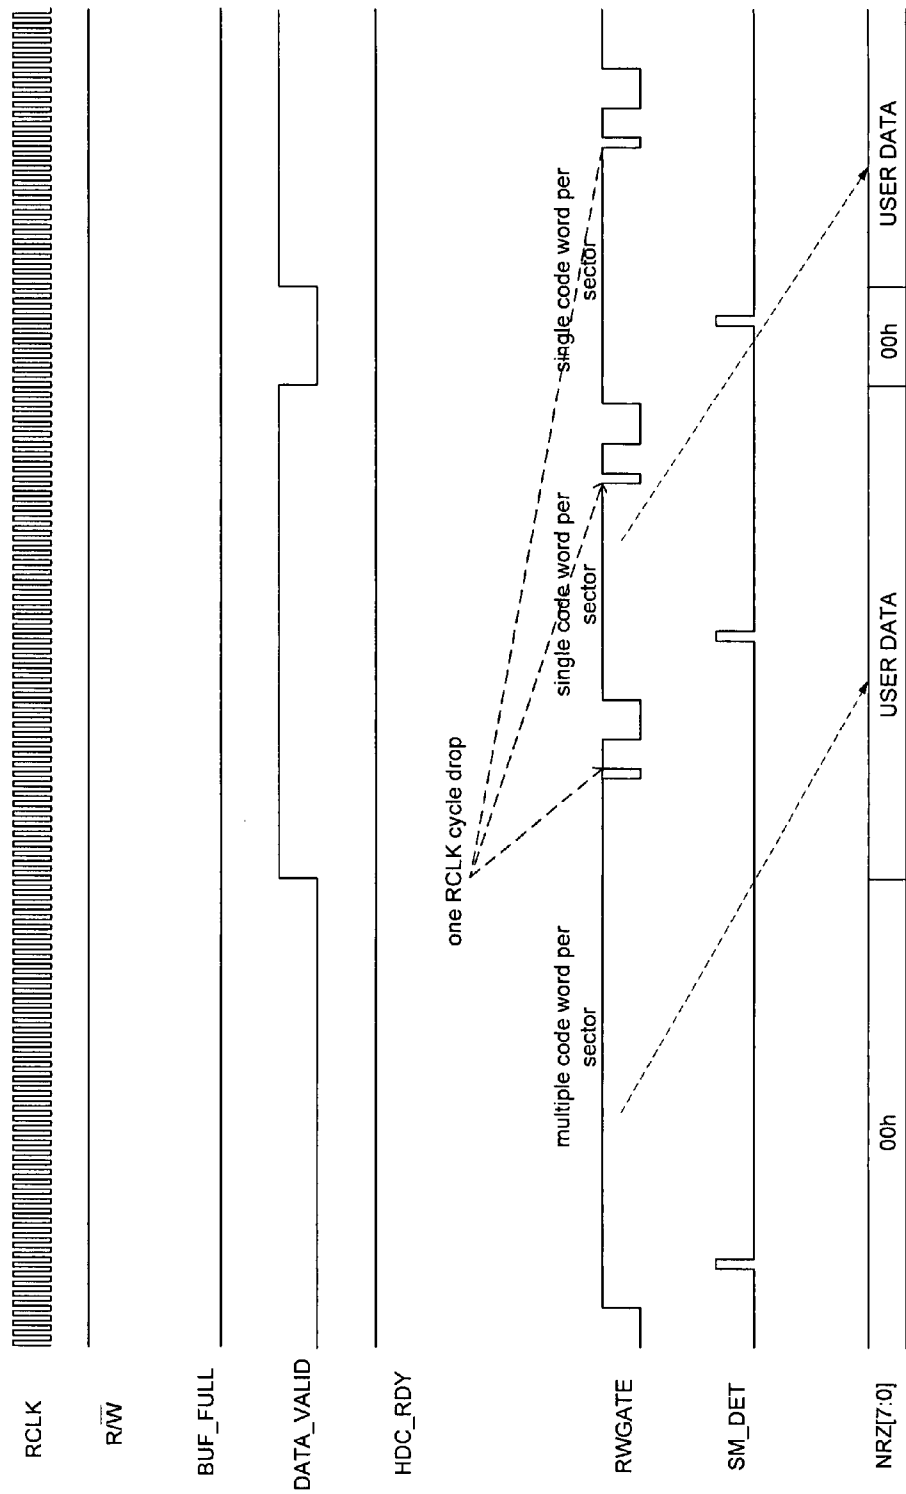 RCLK
R/W
BUF_FULL
DATA_VALID
HDC_RDY
one RCLK cycle drop
multiple code word per
sector
single code word per
sector
single code word per
sector
RWGATE
SM_DET
NRZ[7:0]
00h
USER DATA
00h
USER DATA